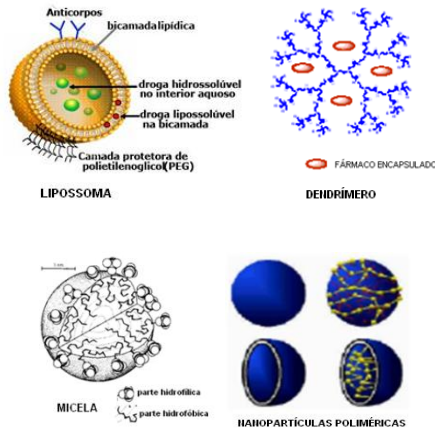 Anticorpos
bicamada lipídica
droga hidrossolúvel
no interior aquoso
droga lipossolúvel
na bicamada
Camada protetora de
polietilenoglicol(PEG)
LIPOSSOMA
FÁRMACO ENCAPSULADO
DENDRÍMERO
parte hidrofílica
parte hidrofóbica
MICELA
NANOPARTÍCULAS POLIMÉRICAS